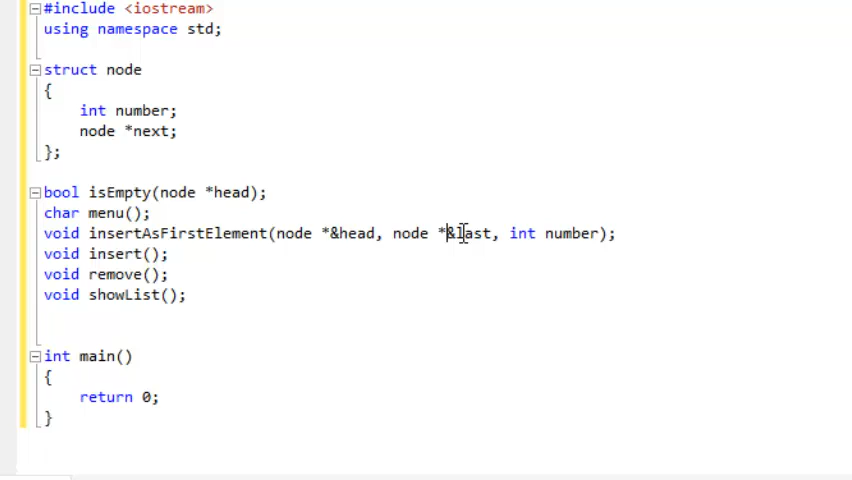 #include <iostream>
using namespace std;
struct node
{
int number;
node *next;
};
bool isEmpty(node *head);
char menu();
void insertAsFirstElement(node *&head, node *&last, int number);
void insert();
void remove();
void showList();
int main()
{
return 0;
}